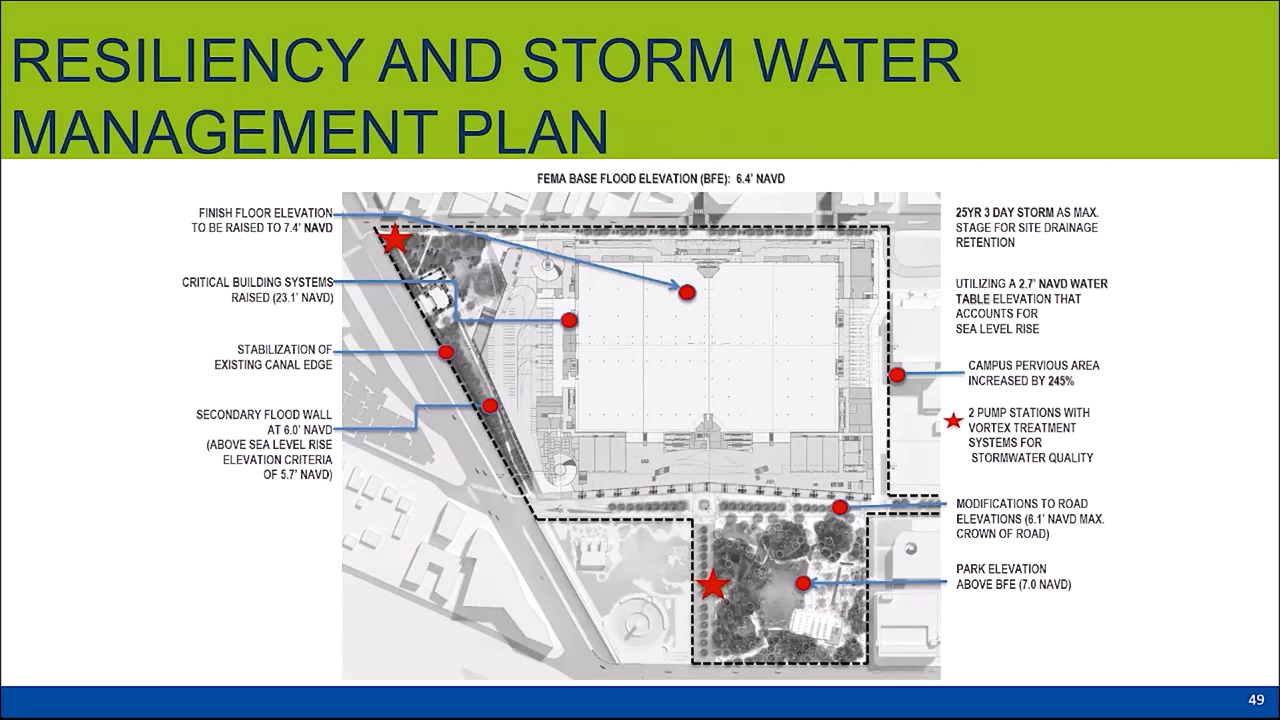 RESILIENCY AND STORM WATER
MANAGEMENT PLAN
FEMA BASE FLOOD ELEVATION (BFE): 6.4' NAVD
FINISH FLOOR ELEVATION
TO BE RAISED TO 7.4' NAVD
CRITICAL BUILDING SYSTEMS
RAISED (23.1' NAVD)
STABILIZATION OF
EXISTING CANAL EDGE
SECONDARY FLOOD WALL
AT 6.0' NAVD
(ABOVE SEA LEVEL RISE
ELEVATION CRITERIA
OF 5.7' NAVD)
25YR 3 DAY STORM AS MAX.
STAGE FOR SITE DRAINAGE
RETENTION
UTILIZING A 2.7' NAVD WATER
TABLE ELEVATION THAT
ACCOUNTS FOR
SEA LEVEL RISE
CAMPUS PERVIOUS AREA
INCREASED BY 245%
2 PUMP STATIONS WITH
VORTEX TREATMENT
SYSTEMS FOR
STORMWATER QUALITY
MODIFICATIONS TO ROAD
ELEVATIONS (6.1' NAVD MAX.
CROWN OF ROAD)
PARK ELEVATION
ABOVE BFE (7.0 NAVD)
49